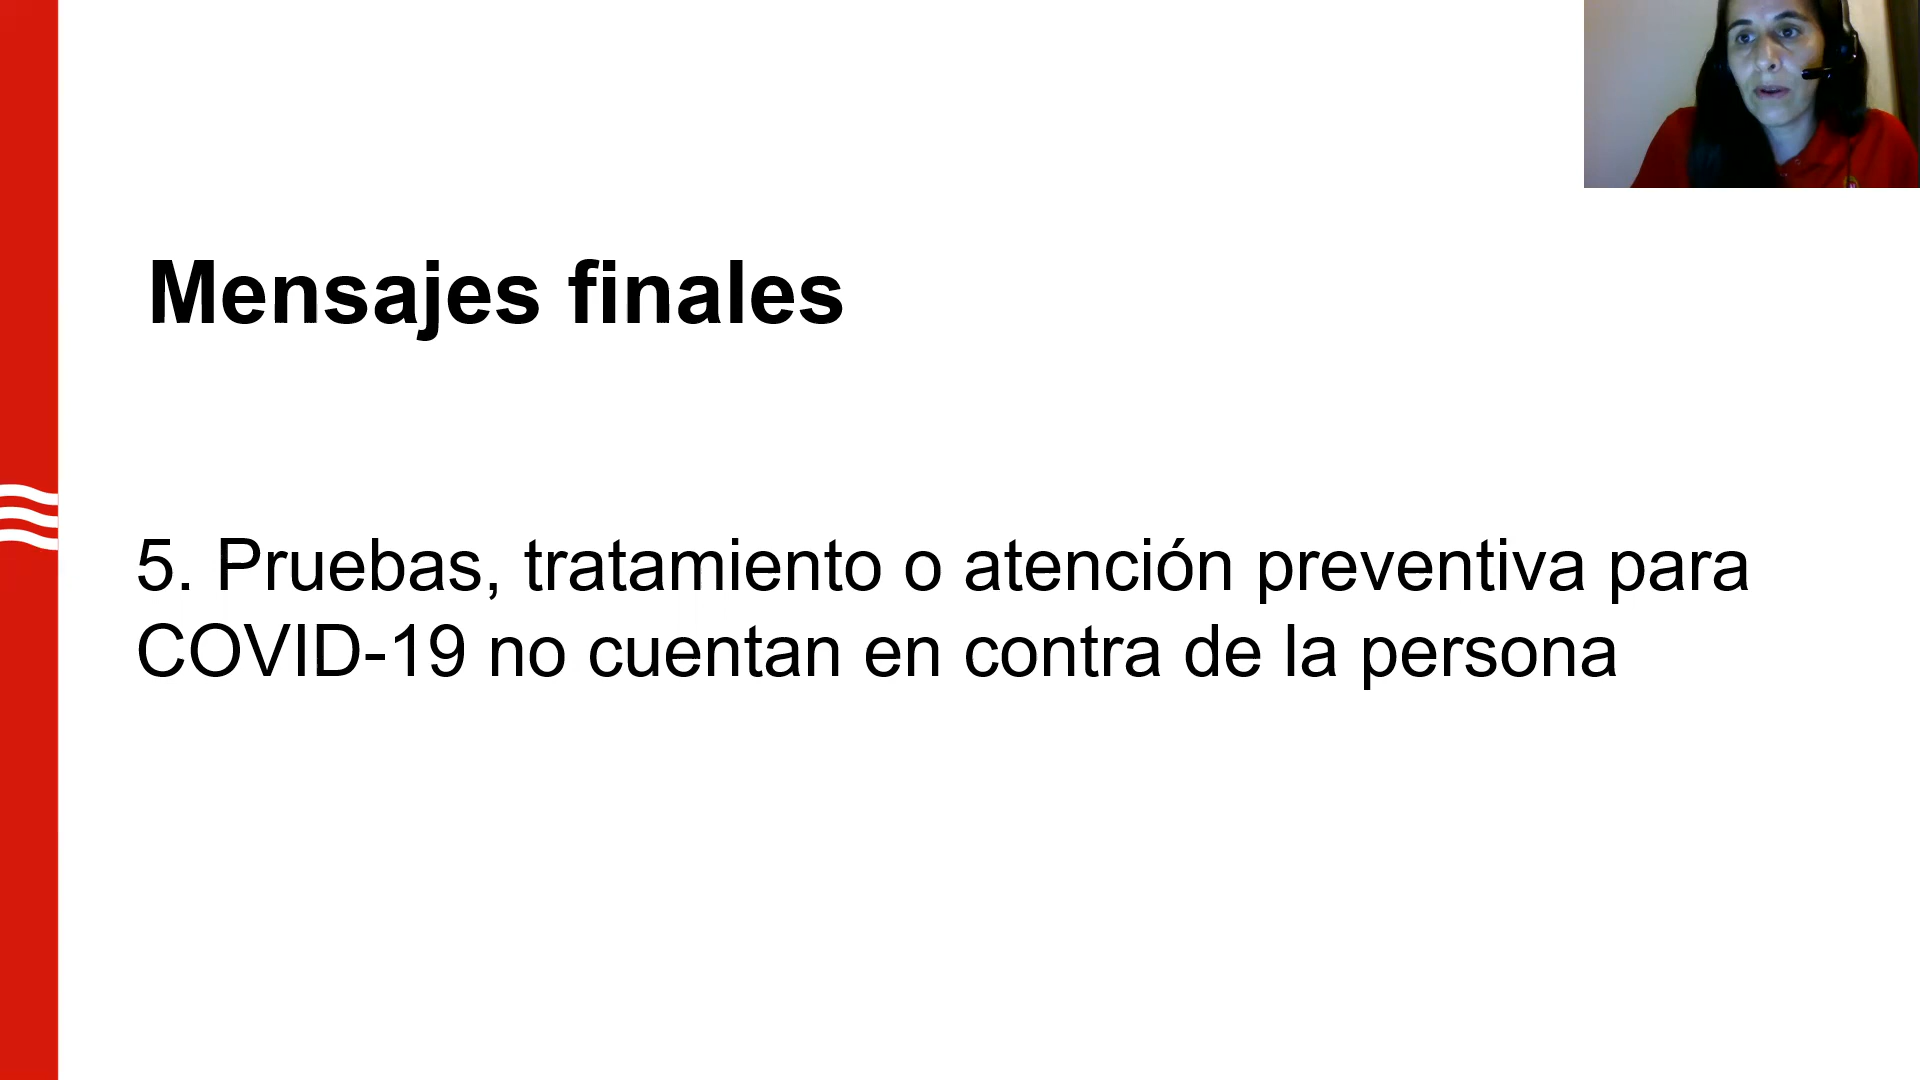 Mensajes finales
5. Pruebas, tratamiento o atención preventiva para
COVID-19 no cuentan en contra de la persona